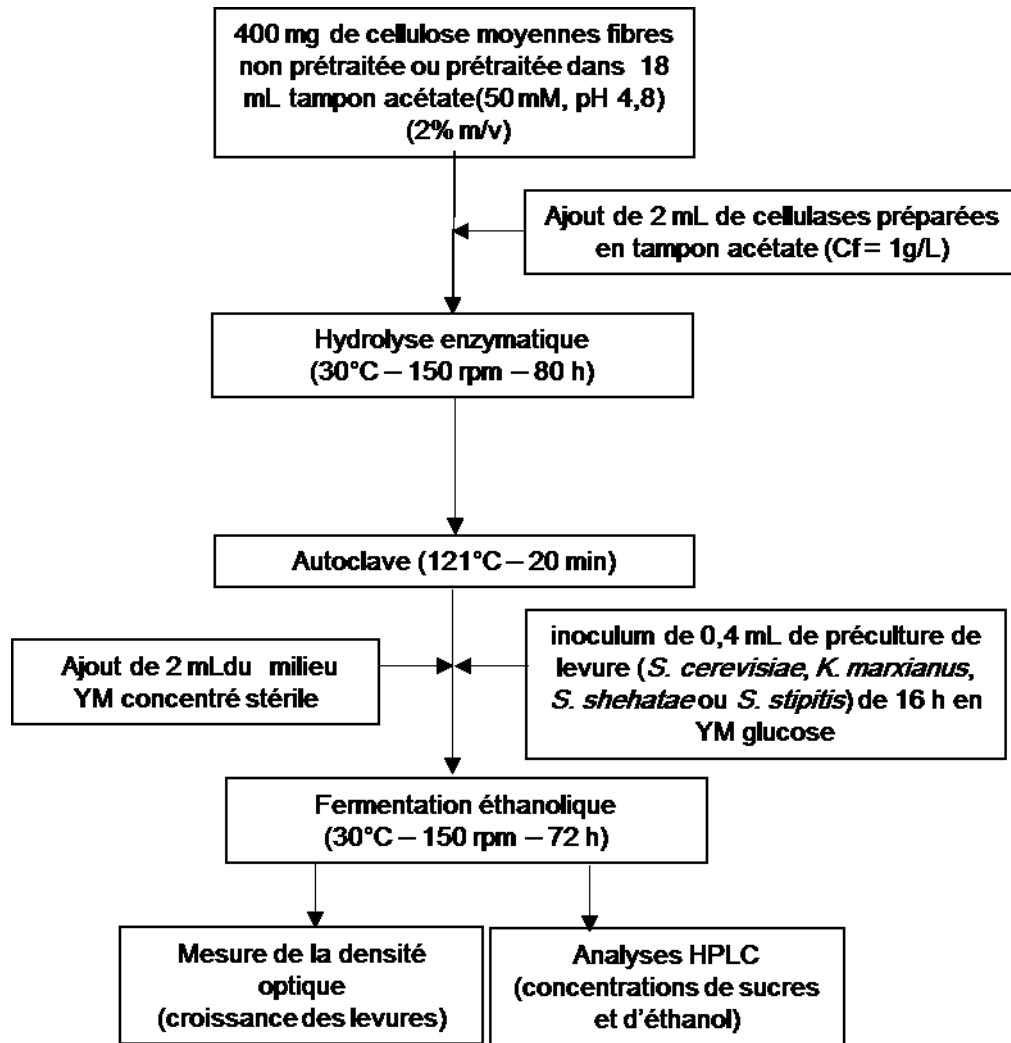 400 mg de cellulose moyennes fibres
non prétraitée ou prétraitée dans 18
mL tampon acétate(50 mM, pH 4,8)
(2% m/v)
Ajout de 2 mL de cellulases préparées
en tampon acétate (Cf = 1g/L)
Hydrolyse enzymatique
(30°C – 150 rpm – 80 h)
Autoclave (121°C – 20 min)
Ajout de 2 mLdu milieu
YM concentré stérile
inoculum de 0,4 mL de préculture de
levure (S. cerevisiae, K. marxianus,
S. shehatae ou S. stipitis) de 16 h en
YM glucose
Fermentation éthanolique
(30°C – 150 rpm – 72 h)
Mesure de la densité
optique
(croissance des levures)
Analyses HPLC
(concentrations de sucres
et d'éthanol)